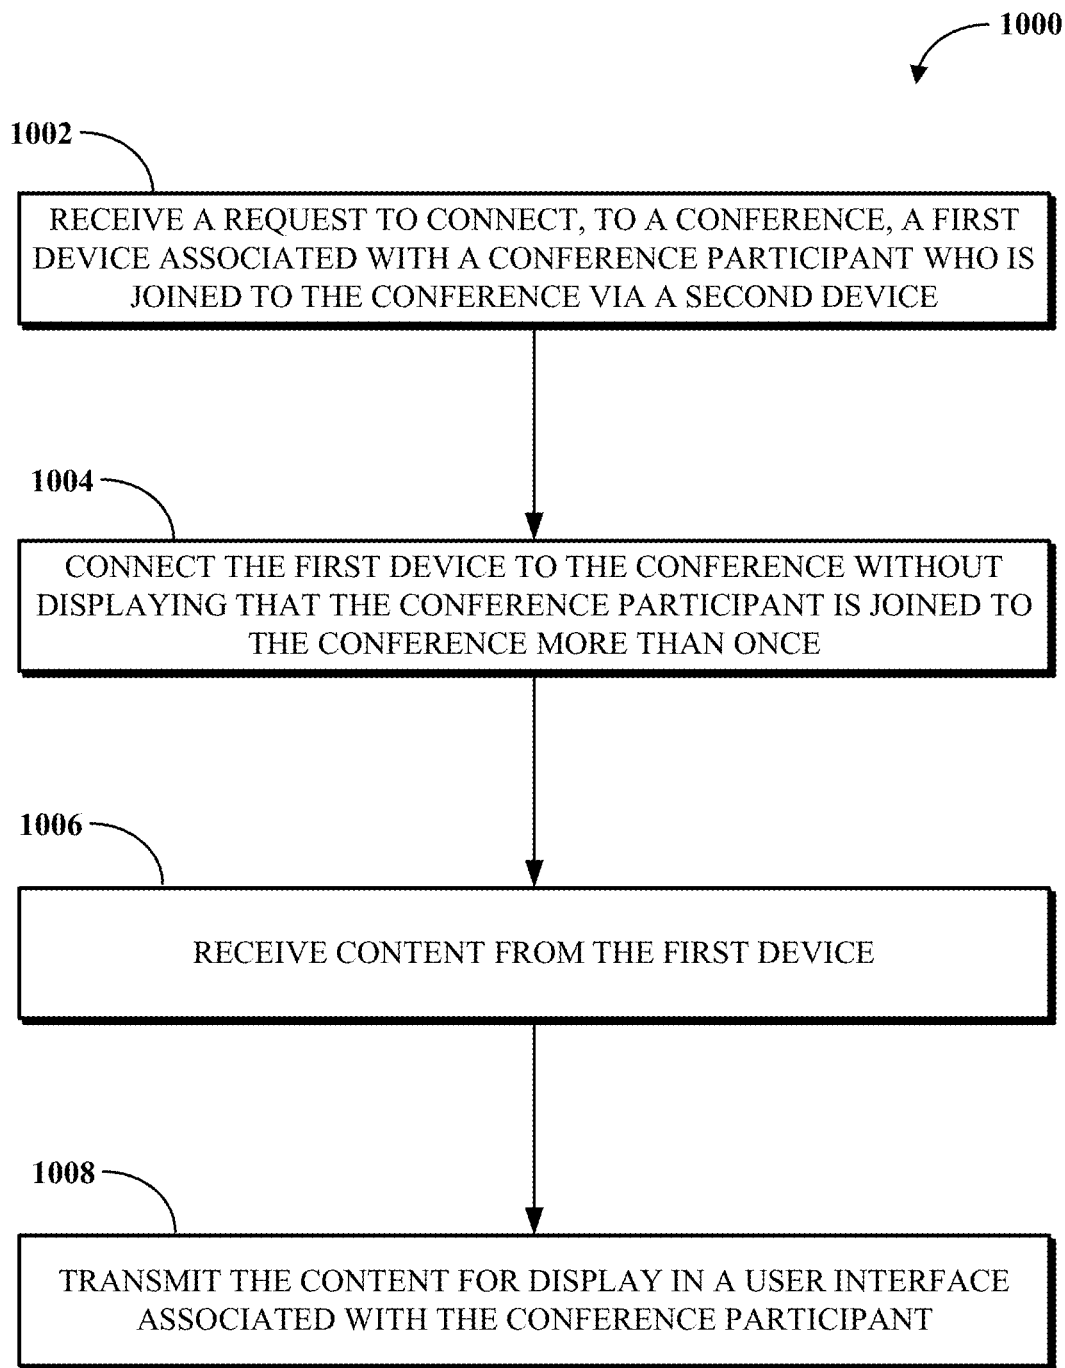 1000
1002
RECEIVE A REQUEST TO CONNECT, TO A CONFERENCE, A FIRST
DEVICE ASSOCIATED WITH A CONFERENCE PARTICIPANT WHO IS
JOINED TO THE CONFERENCE VIA A SECOND DEVICE
1004
CONNECT THE FIRST DEVICE TO THE CONFERENCE WITHOUT
DISPLAYING THAT THE CONFERENCE PARTICIPANT IS JOINED TO
THE CONFERENCE MORE THAN ONCE
1006
RECEIVE CONTENT FROM THE FIRST DEVICE
1008
TRANSMIT THE CONTENT FOR DISPLAY IN A USER INTERFACE
ASSOCIATED WITH THE CONFERENCE PARTICIPANT